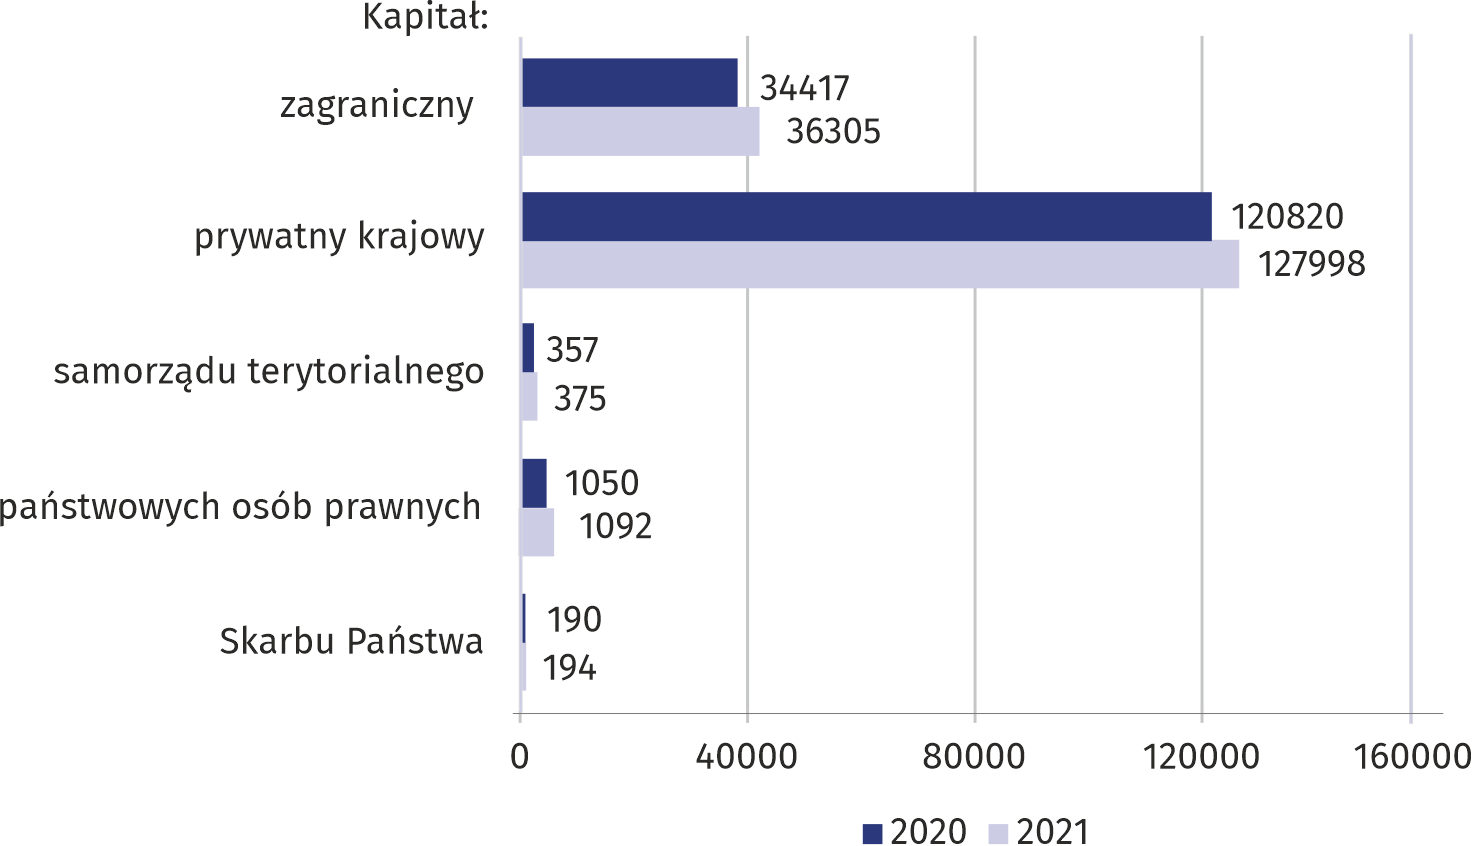 Kapitał:
zagraniczny
34417
36305
prywatny krajowy
120820
127998
samorządu terytorialnego
357
375
państwowych osób prawnych
1050
1092
Skarbu Państwa
190
194
0 40000 80000 120000 160000
2020 2021